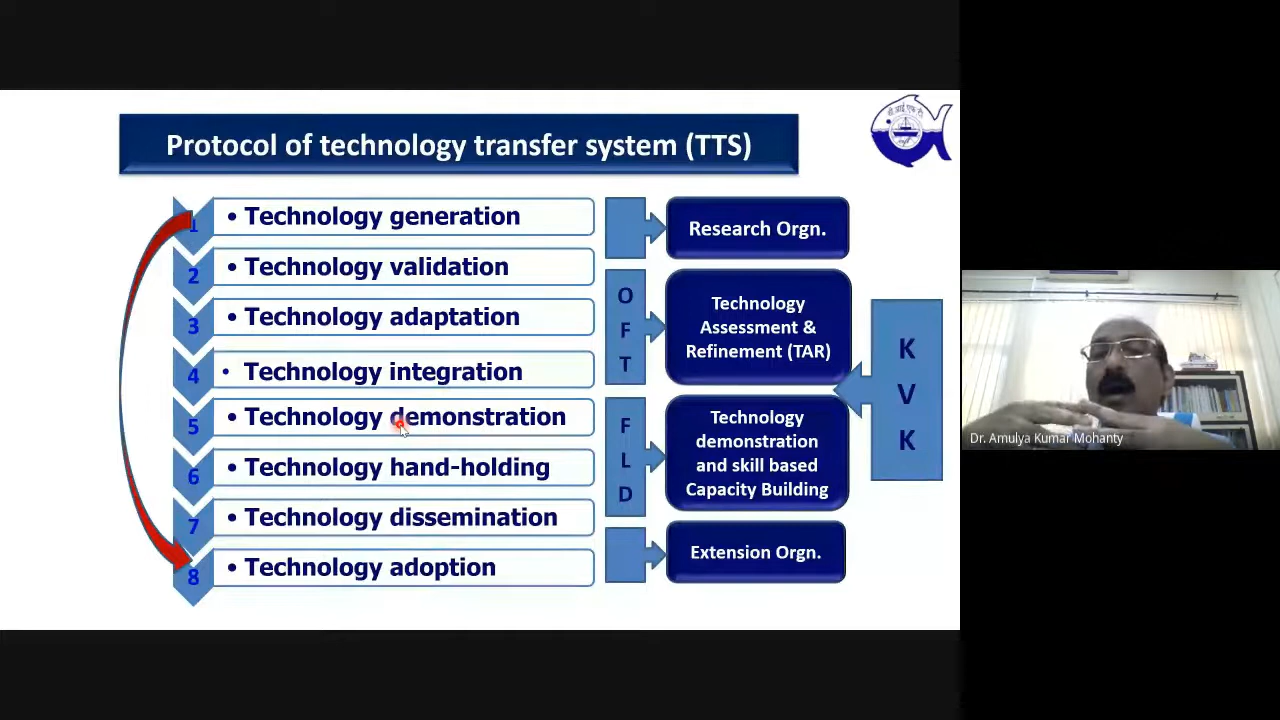 Protocol of technology transfer system (TTS)
1
• Technology generation
2
• Technology validation
3
• Technology adaptation
4
• Technology integration
5
• Technology demonstration
6
• Technology hand-holding
7
• Technology dissemination
8
• Technology adoption
O
F
T
F
L
D
Research Orgn.
Technology
Assessment &
Refinement (TAR)
Technology
demonstration
and skill based
Capacity Building
Extension Orgn.
K
V
K
Dr. Amulya Kumar Mohanty